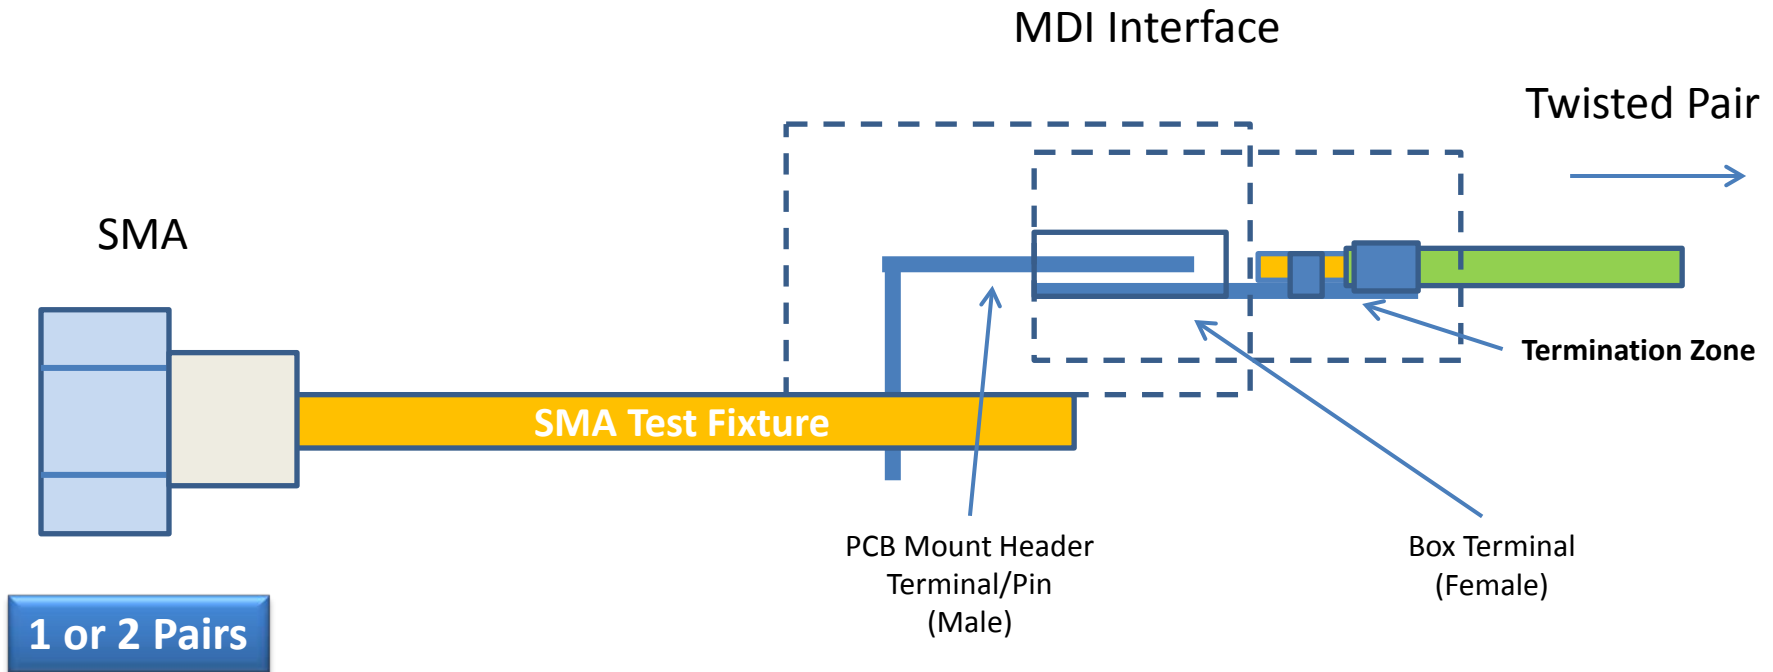 MDI Interface
Twisted Pair
SMA
Termination Zone
SMA Test Fixture
PCB Mount Header
Terminal/Pin
(Male)
Box Terminal
(Female)
1 or 2 Pairs